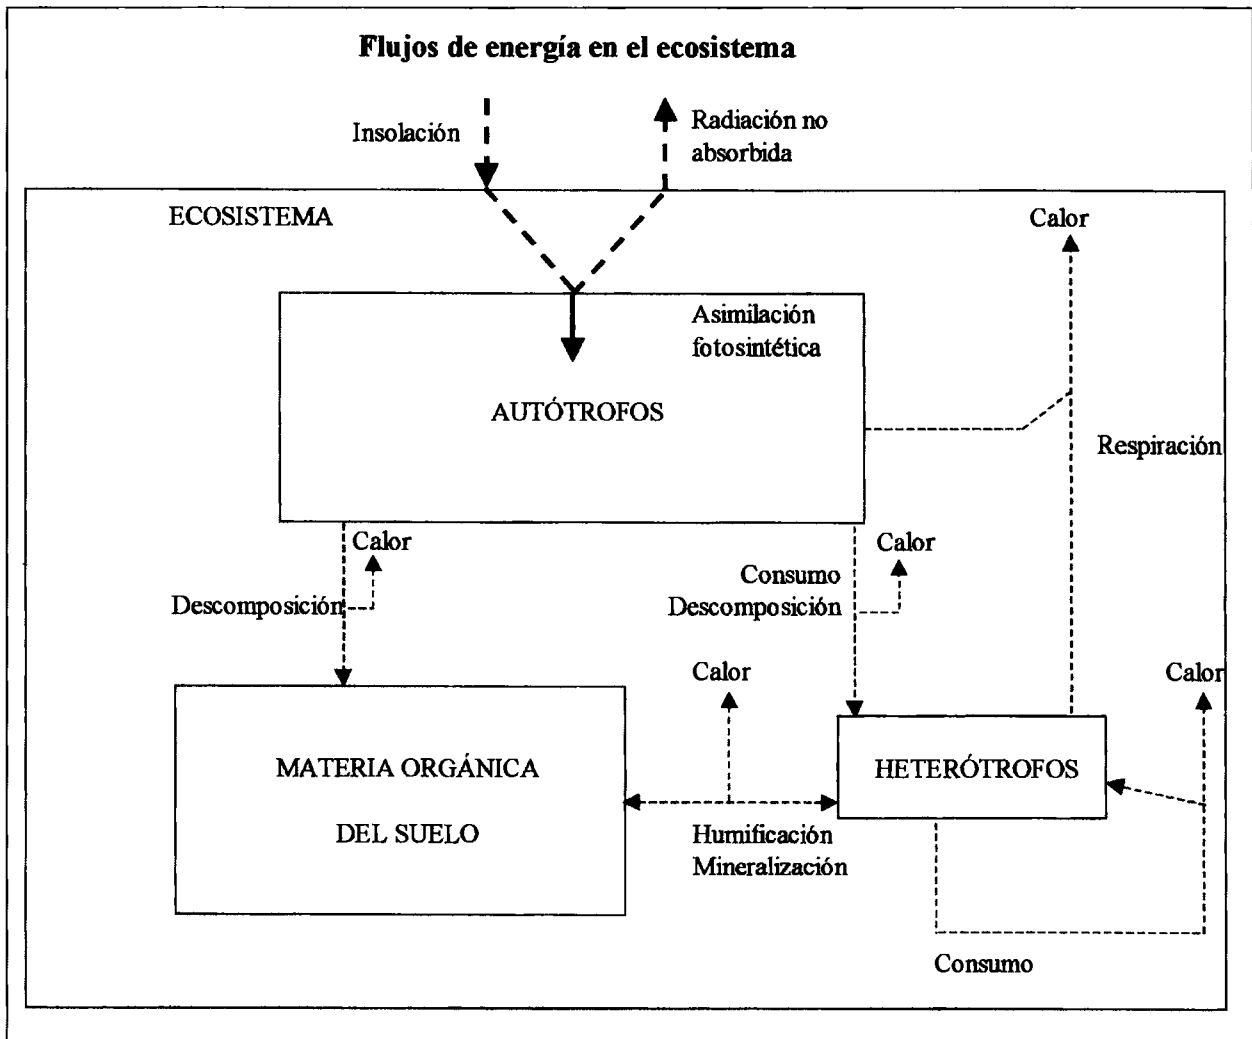 Flujos de energía en el ecosistema
Insolación
Radiación no
absorbida
ECOSISTEMA
Calor
Asimilación
fotosintética
AUTÓTROFOS
Respiración
Calor
Calor
Consumo
Descomposición
Descomposición
Calor
Calor
MATERIA ORGÁNICA
DEL SUELO
HETERÓTROFOS
Humificación
Mineralización
Consumo